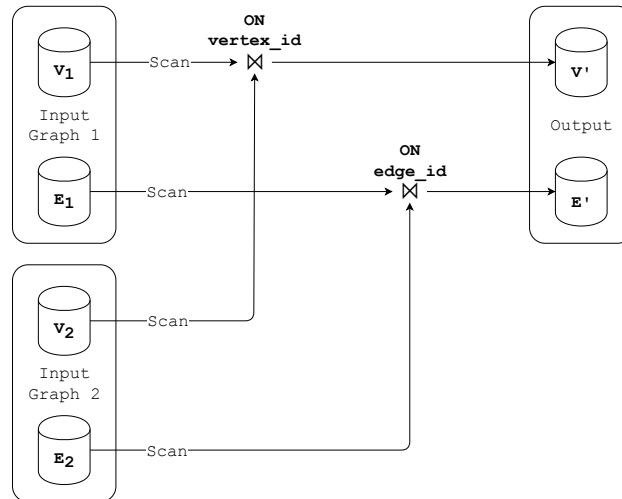 ON
vertex_id
V1
Scan
V'
Input
Graph 1
Output
ON
edge_id
E1
Scan
E'
V2
Scan
Input
Graph 2
E2
Scan